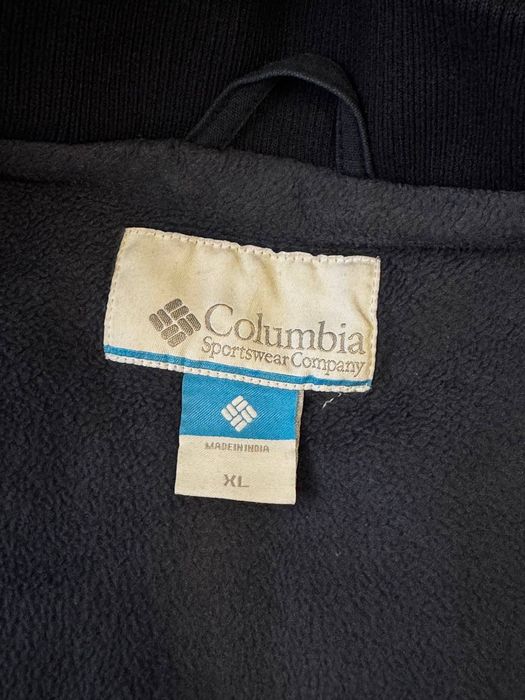 Columbia
Sportswear Company
MADE IN INDIA
XL